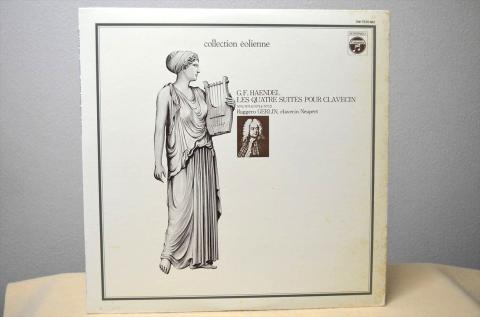 collection éolienne
G.F. HAENDEL
LES QUATRE SUITES POUR CLAVECIN
Ruggero GERLIN, clavecin Neupert